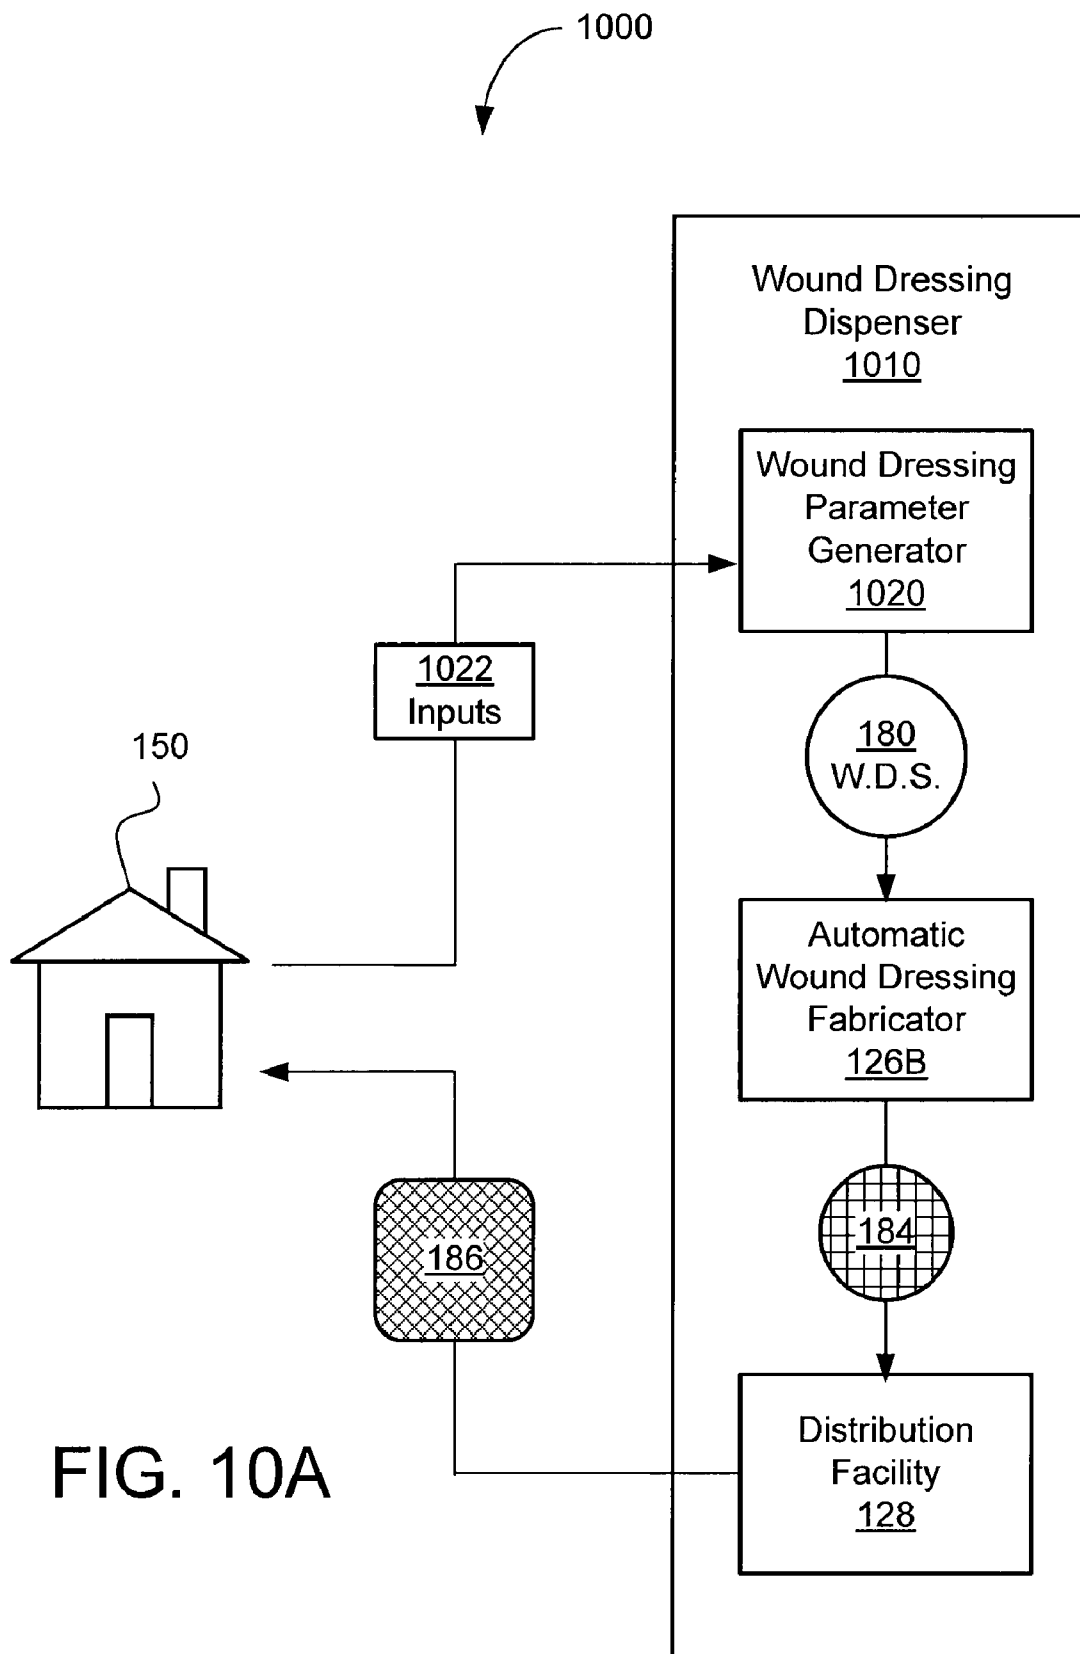 1000
Wound Dressing
Dispenser
1010
Wound Dressing
Parameter
Generator
1020
1022
Inputs
180
W.D.S.
150
Automatic
Wound Dressing
Fabricator
126B
184
186
Distribution
Facility
128
FIG. 10A